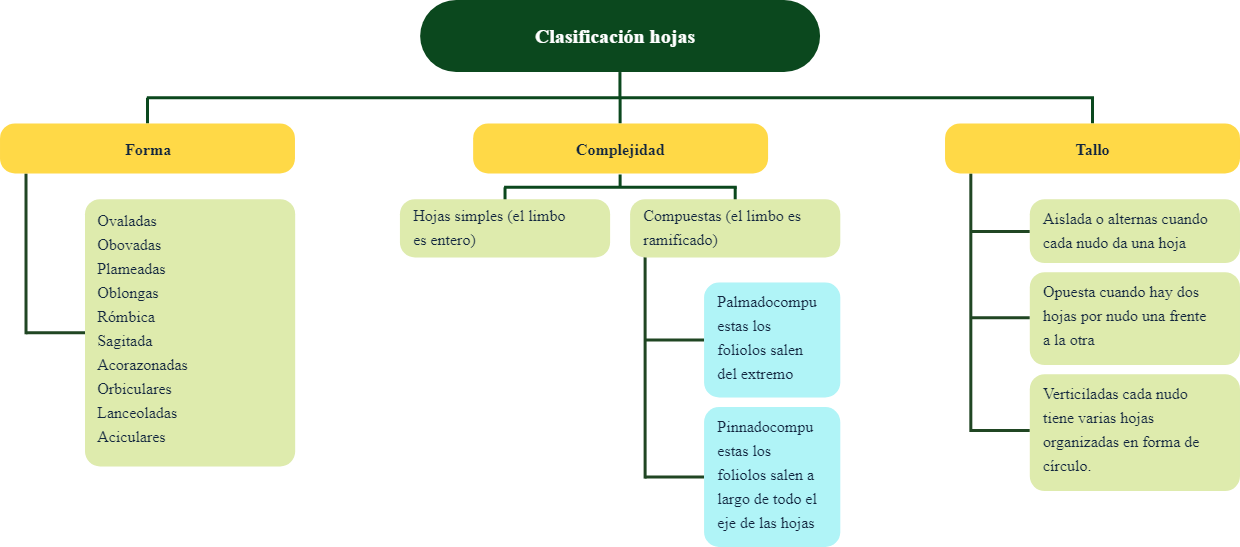 Clasificación hojas
Forma
Ovaladas
Obovadas
Plameadas
Oblongas
Rómbica
Sagitada
Acorazonadas
Orbiculares
Lanceoladas
Aciculares
Complejidad
Hojas simples (el limbo
es entero)
Compuestas (el limbo es
ramificado)
Palmadocompu
estas los
foliolos salen
del extremo
Pinnadocompu
estas los
foliolos salen a
largo de todo el
eje de las hojas
Tallo
Aislada o alternas cuando
cada nudo da una hoja
Opuesta cuando hay dos
hojas por nudo una frente
a la otra
Verticiladas cada nudo
tiene varias hojas
organizadas en forma de
círculo.